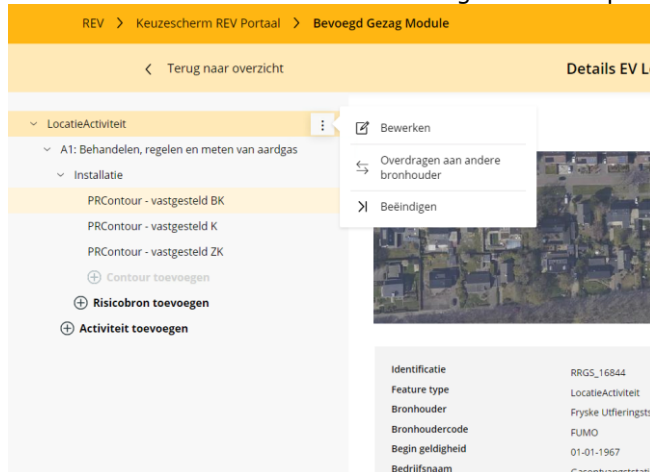 REV > Keuzescherm REV Portaal > Bevoegd Gezag Module
< Terug naar overzicht
Details EV
LocatieActiviteit
Bewerken
A1: Behandelen, regelen en meten van aardgas
Overdragen aan andere
bronhouder
Installatie
PRContour - vastgesteld BK
Beëindigen
PRContour - vastgesteld K
PRContour - vastgesteld ZK
Contour toevoegen
Risicobron toevoegen
Activiteit toevoegen
Identificatie RRGS_16844
Feature type LocatieActiviteit
Bronhouder Fryske
Bronhoudercode FUMO
Begin geldigheid 01-01-1967
Bedrijfsnaam